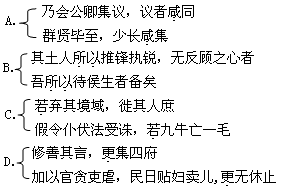 A. 乃会公卿集议，议者咸同
群贤毕至，少长咸集
B. 其土人所以推锋执锐，无反顾之心者
吾所以待侯生者备矣
C. 若弃其境域，徙其人庶
假令仆伏法受诛，若九牛亡一毛
D. 修善其言，更集四府
加以官贪吏虐，民日贴妇卖儿，更无休止